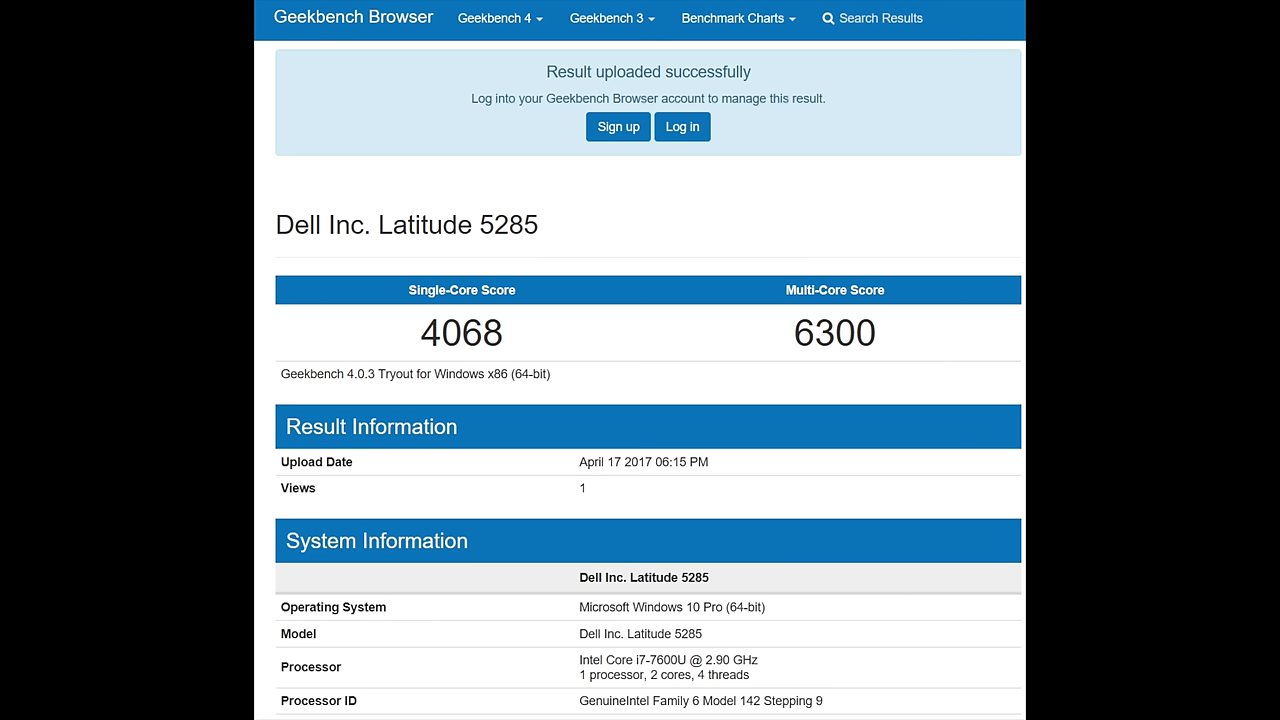 Geekbench Browser Geekbench 4 Geekbench 3 Benchmark Charts Search Results
Result uploaded successfully
Log into your Geekbench Browser account to manage this result.
Sign up Log in
Dell Inc. Latitude 5285
Single-Core Score Multi-Core Score
4068 6300
Geekbench 4.0.3 Tryout for Windows x86 (64-bit)
Result Information
Upload Date April 17 2017 06:15 PM
Views 1
System Information
Dell Inc. Latitude 5285
Operating System Microsoft Windows 10 Pro (64-bit)
Model Dell Inc. Latitude 5285
Processor Intel Core i7-7600U @ 2.90 GHz
1 processor, 2 cores, 4 threads
Processor ID GenuineIntel Family 6 Model 142 Stepping 9